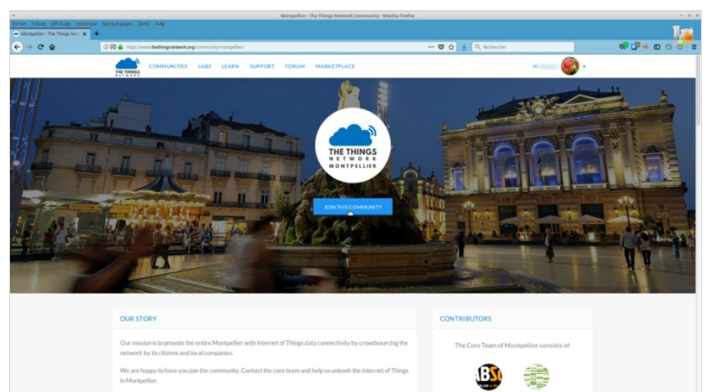 Montpellier - The Things Network Community - Mozilla Firefox
Fichier Édition Affichage Historique Marque-pages Outils Aide
Montpellier - The Things Net
https://www.thethingsnetwork.org/community/montpellier/
Rechercher
THE THINGS
NETWORK
COMMUNITIES LABS LEARN SUPPORT FORUM MARKETPLACE
Hi
THE THINGS
NETWORK
MONTPELLIER
JOIN THIS COMMUNITY
OUR STORY
Our mission is to provide the entire Montpellier with Internet of Things data connectivity by crowdsourcing the
network by its citizens and local companies.
We are happy to have you join the community. Contact the core team and help us unleash the Internet of Things
in Montpellier.
CONTRIBUTORS
The Core Team of Montpellier consists of: